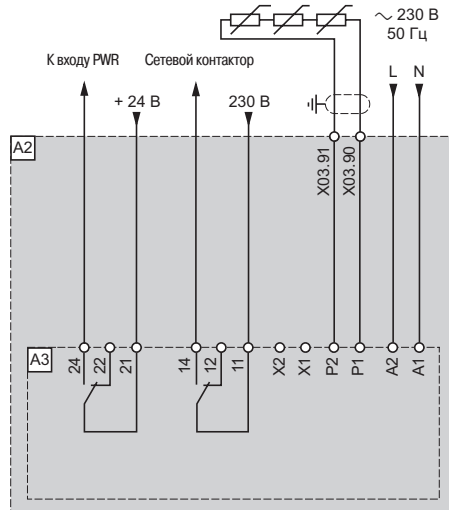 ∼ 230 В
50 Гц
К входу PWR
Сетевой контактор
L
N
+ 24 В
230 В
A2
X03.91
X03.90
A3
24
22
21
14
12
11
X2
X1
P2
P1
A2
A1